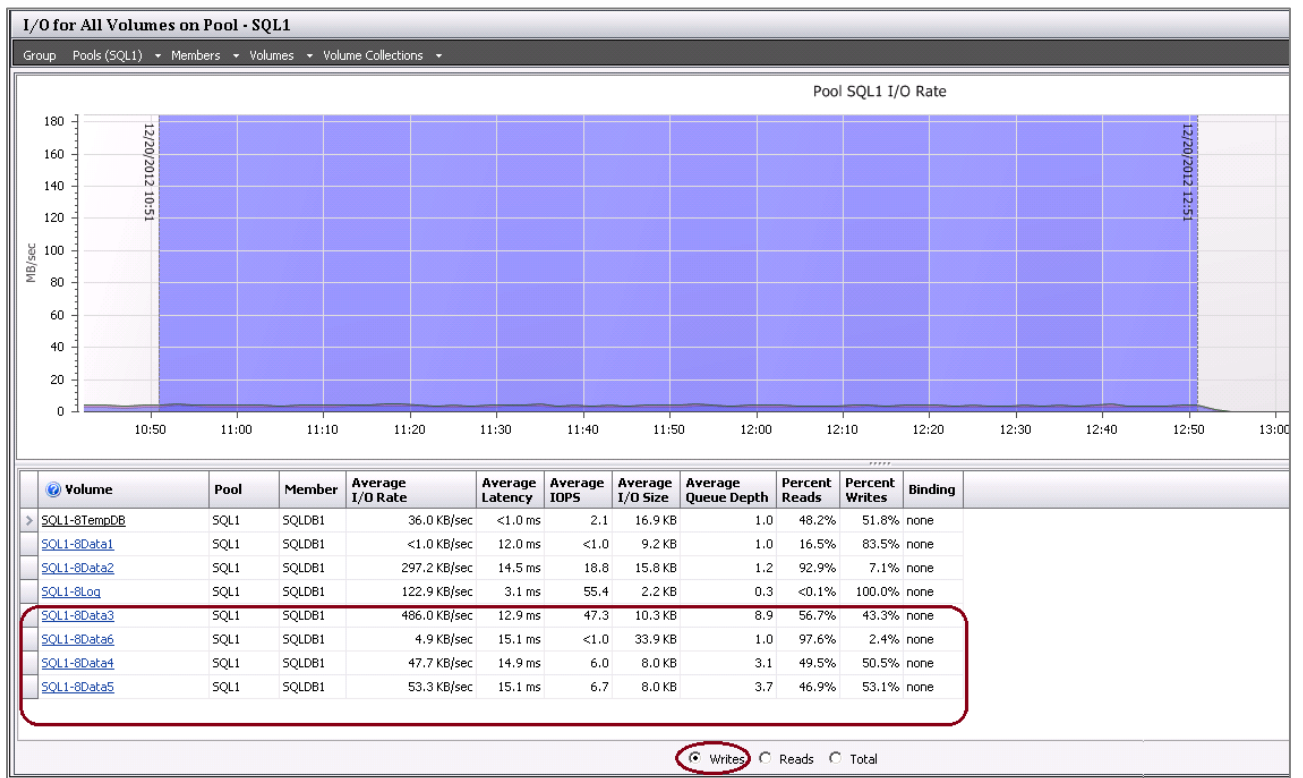 I/O for All Volumes on Pool - SQL1
Group Pools (SQL1) Members Volumes Volume Collections
Pool SQL1 I/O Rate
MB/sec
180
160
140
120
100
80
60
40
20
0
12/20/2012 10:51
12/20/2012 12:51
10:50 11:00 11:10 11:20 11:30 11:40 11:50 12:00 12:10 12:20 12:30 12:40 12:50 13:00
Volume Pool Member Average I/O Rate Average Latency Average IOPS Average I/O Size Average Queue Depth Percent Reads Percent Writes Binding
SQL1-8TempDB SQL1 SQLDB1 36.0 KB/sec <1.0 ms 2.1 16.9 KB 1.0 48.2% 51.8% none
SQL1-8Data1 SQL1 SQLDB1 <1.0 KB/sec 12.0 ms <1.0 9.2 KB 1.0 16.5% 83.5% none
SQL1-8Data2 SQL1 SQLDB1 297.2 KB/sec 14.5 ms 18.8 15.8 KB 1.2 92.9% 7.1% none
SQL1-8Log SQL1 SQLDB1 122.9 KB/sec 3.1 ms 55.4 2.2 KB 0.3 <0.1% 100.0% none
SQL1-8Data3 SQL1 SQLDB1 486.0 KB/sec 12.9 ms 47.3 10.3 KB 8.9 56.7% 43.3% none
SQL1-8Data6 SQL1 SQLDB1 4.9 KB/sec 15.1 ms <1.0 33.9 KB 1.0 97.6% 2.4% none
SQL1-8Data4 SQL1 SQLDB1 47.7 KB/sec 14.9 ms 6.0 8.0 KB 3.1 49.5% 50.5% none
SQL1-8Data5 SQL1 SQLDB1 53.3 KB/sec 15.1 ms 6.7 8.0 KB 3.7 46.9% 53.1% none
Writes Reads Total